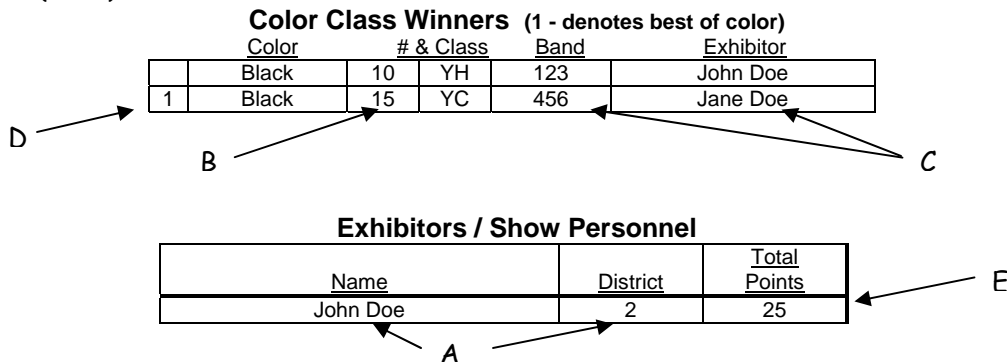 Color Class Winners (1 - denotes best of color)
Color # & Class Band Exhibitor
Black 10 YH 123 John Doe
1 Black 15 YC 456 Jane Doe
D
B
C
Exhibitors / Show Personnel
Name District Total Points
John Doe 2 25
E
A